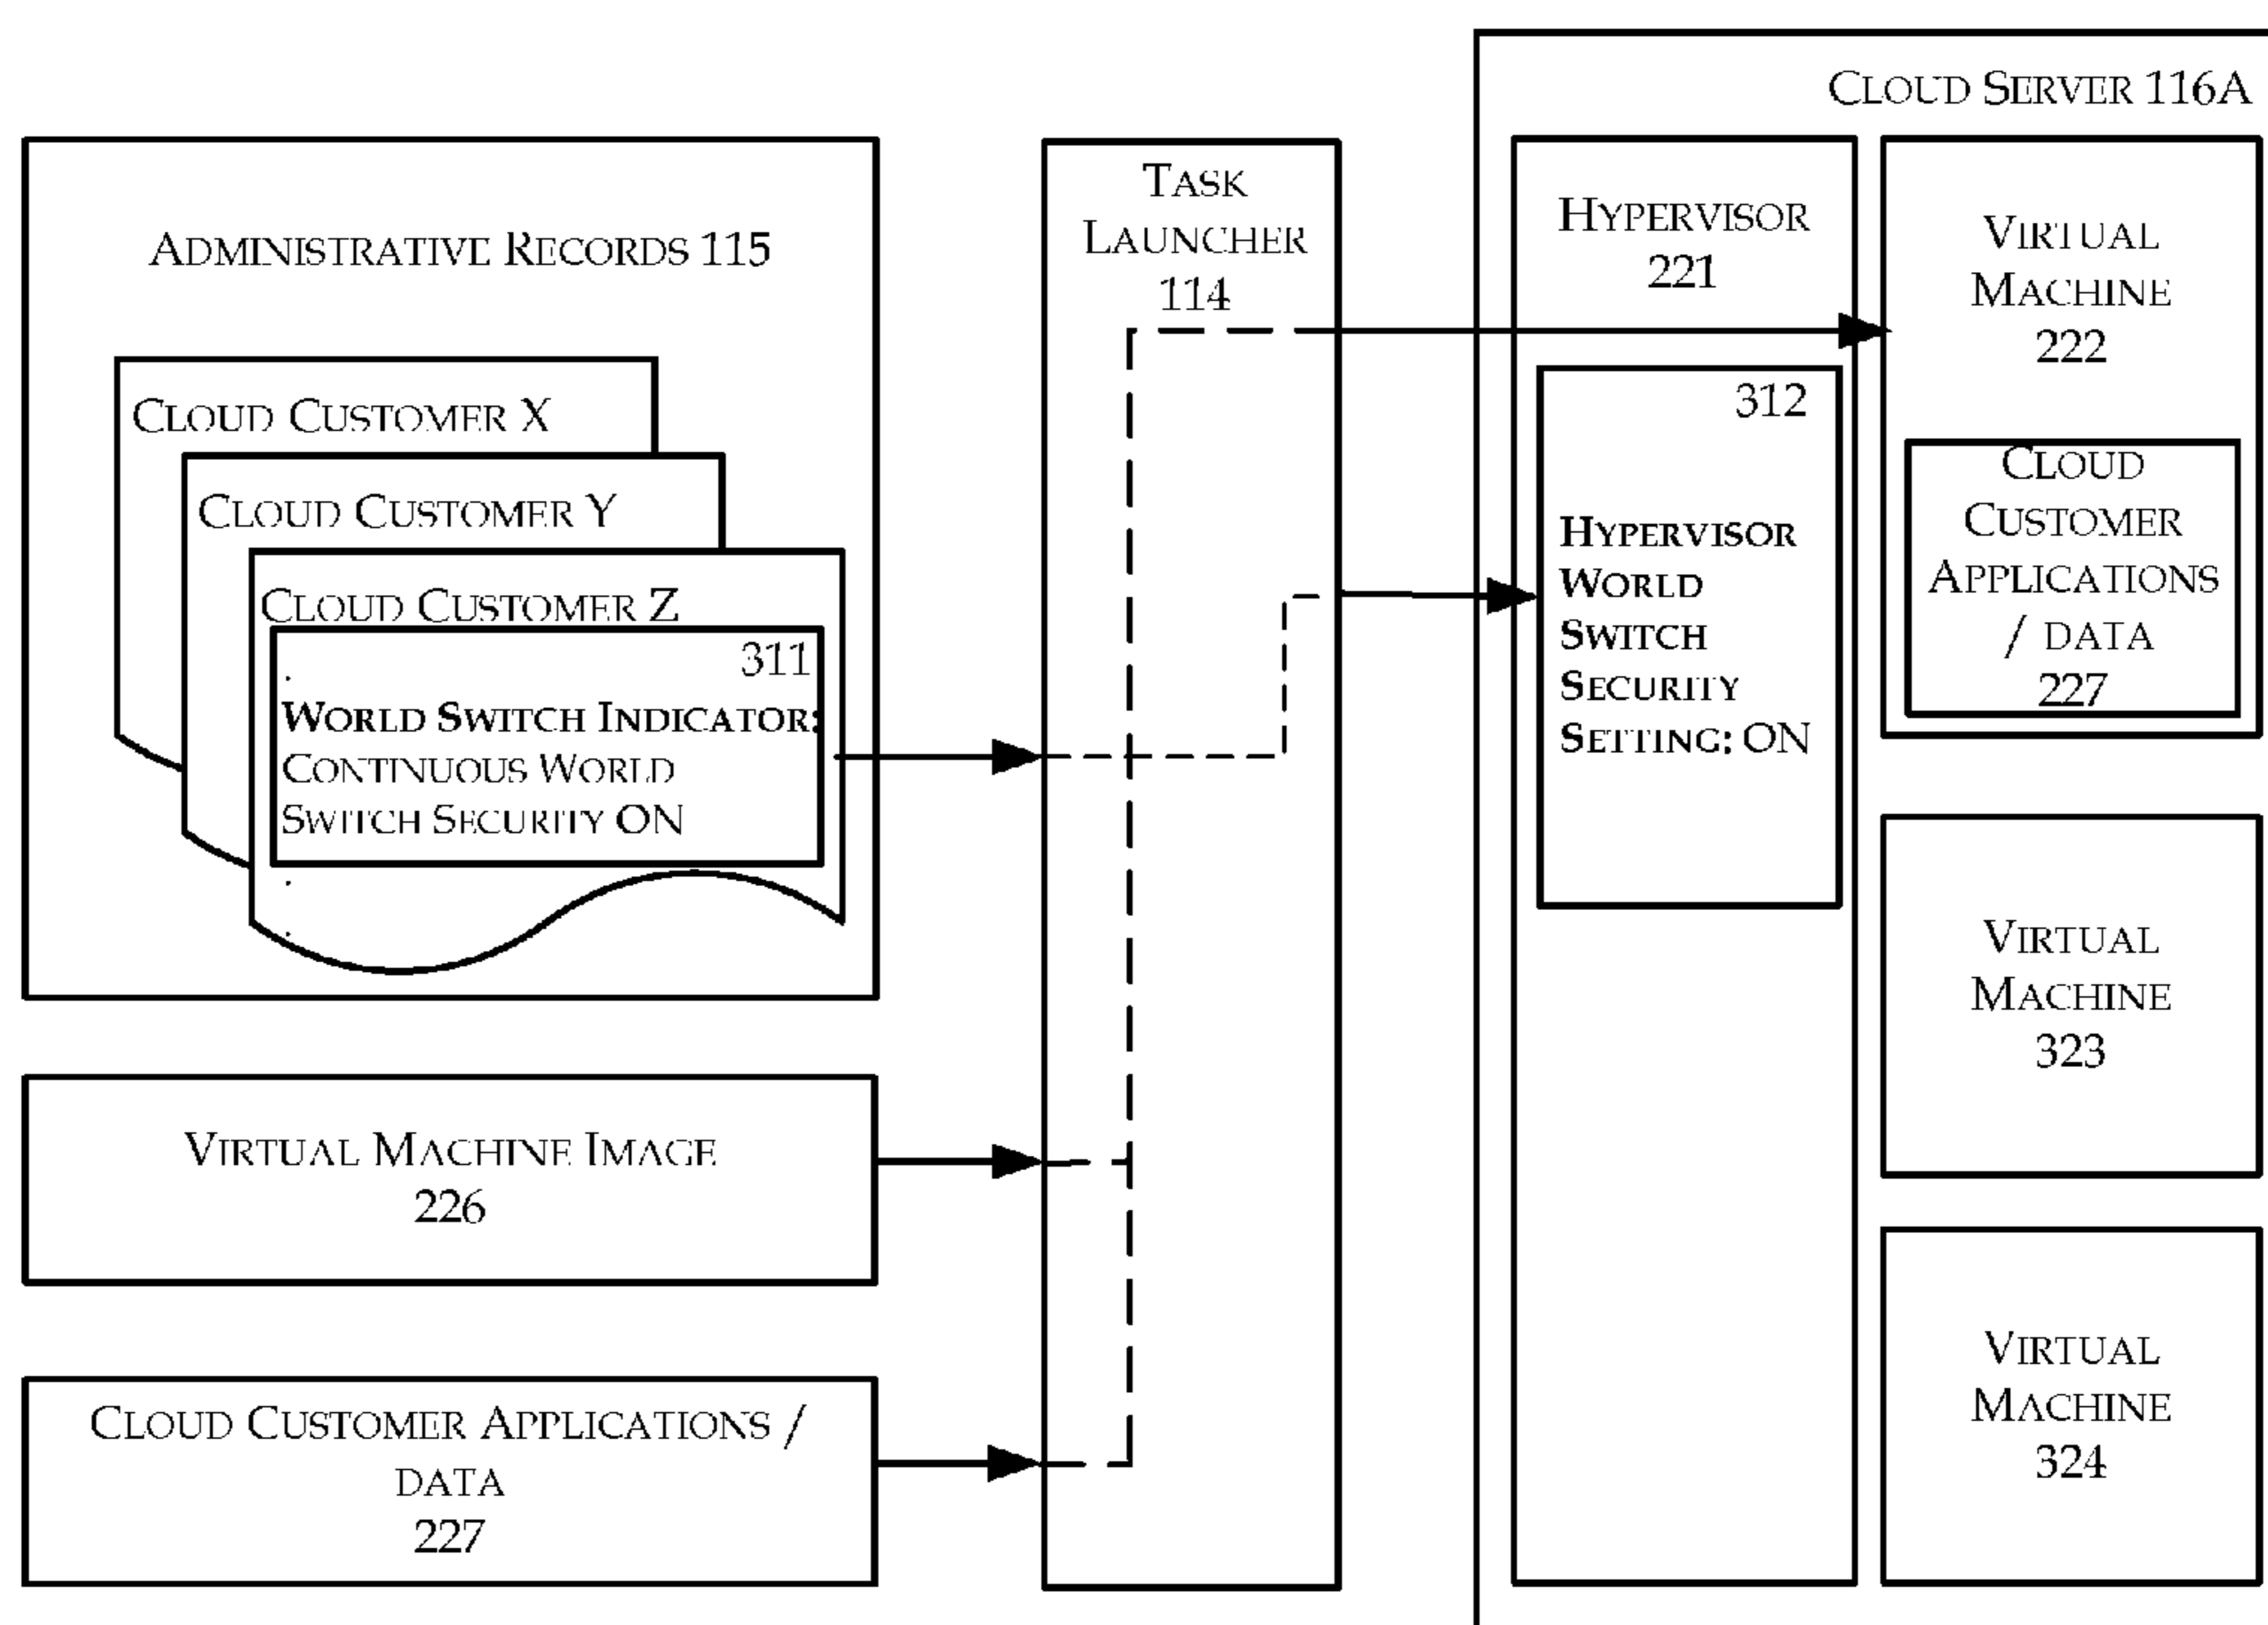 CLOUD SERVER 116A
ADMINISTRATIVE RECORDS 115
CLOUD CUSTOMER X
CLOUD CUSTOMER Y
CLOUD CUSTOMER Z
311
WORLD SWITCH INDICATOR:
CONTINUOUS WORLD
SWITCH SECURITY ON
VIRTUAL MACHINE IMAGE
226
CLOUD CUSTOMER APPLICATIONS /
DATA
227
TASK
LAUNCHER
114
HYPERVISOR
221
312
HYPERVISOR
WORLD
SWITCH
SECURITY
SETTING: ON
VIRTUAL
MACHINE
222
CLOUD
CUSTOMER
APPLICATIONS
/ DATA
227
VIRTUAL
MACHINE
323
VIRTUAL
MACHINE
324